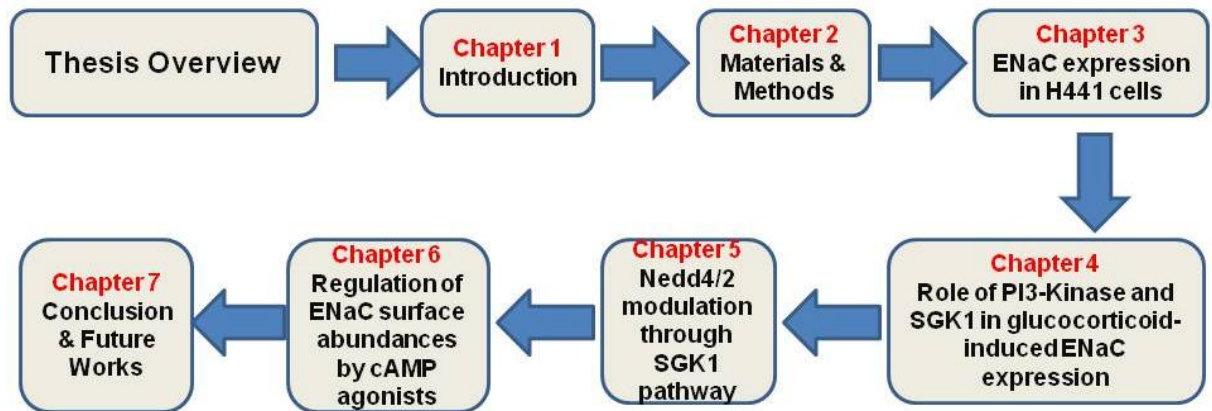 Thesis Overview
Chapter 1
Introduction
Chapter 2
Materials &
Methods
Chapter 3
ENaC expression
in H441 cells
Chapter 4
Role of PI3-Kinase and
SGK1 in glucocorticoid-
induced ENaC
expression
Chapter 5
Nedd4/2
modulation
through
SGK1
pathway
Chapter 6
Regulation of
ENaC surface
abundances
by cAMP
agonists
Chapter 7
Conclusion
& Future
Works